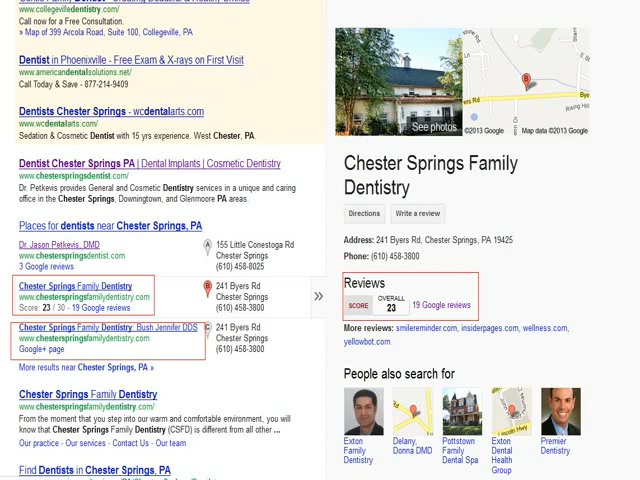 www.collegevilledentistry.com/
Call now for a Free Consultation.
» Map of 399 Arcola Road, Suite 100, Collegeville, PA
Dentist in Phoenixville - Free Exam & X-rays on First Visit
www.americandentalsolutions.net/
Call Today & Save - 877-214-9409
Dentists Chester Springs - wcdentalarts.com
www.wcdentalarts.com/
Sedation & Cosmetic Dentist with 15 yrs experience. West Chester, PA.
Dentist Chester Springs PA | Dental Implants | Cosmetic Dentistry
www.chesterspringsdentist.com/
Dr. Petkevis provides General and Cosmetic Dentistry services in a unique and caring
office in the Chester Springs, Downingtown, and Glenmoore PA areas.
Places for dentists near Chester Springs, PA
Dr. Jason Petkevis, DMD
www.chesterspringsdentist.com
3 Google reviews
A
155 Little Conestoga Rd
Chester Springs
(610) 458-8025
Chester Springs Family Dentistry
www.chesterspringsfamilydentistry.com
Score: 23 / 30 - 19 Google reviews
B
241 Byers Rd
Chester Springs
(610) 458-3800
»
Chester Springs Family Dentistry: Bush Jennifer DDS
www.chesterspringsfamilydentistry.com
Google+ page
C
241 Byers Rd
Chester Springs
(610) 458-3800
More results near Chester Springs, PA »
Chester Springs Family Dentistry
www.chesterspringsfamilydentistry.com/
From the moment that you step into our warm and comfortable environment, you will
know that Chester Springs Family Dentistry (CSFD) is different from all other ...
Our practice - Our services - Contact Us - Our team
Find Dentists in Chester Springs, PA
See photos
B
©2013 Google
Map data ©2013 Google
Chester Springs Family
Dentistry
Directions
Write a review
Address: 241 Byers Rd, Chester Springs, PA 19425
Phone: (610) 458-3800
Reviews
SCORE
OVERALL
23
19 Google reviews
More reviews: smilereminder.com, insiderpages.com, wellness.com,
yellowbot.com
People also search for
Exton
Family
Dentistry
Delany,
Donna DMD
Pottstown
Family
Dental Spa
Exton
Dental
Health
Group
Premier
Dentistry